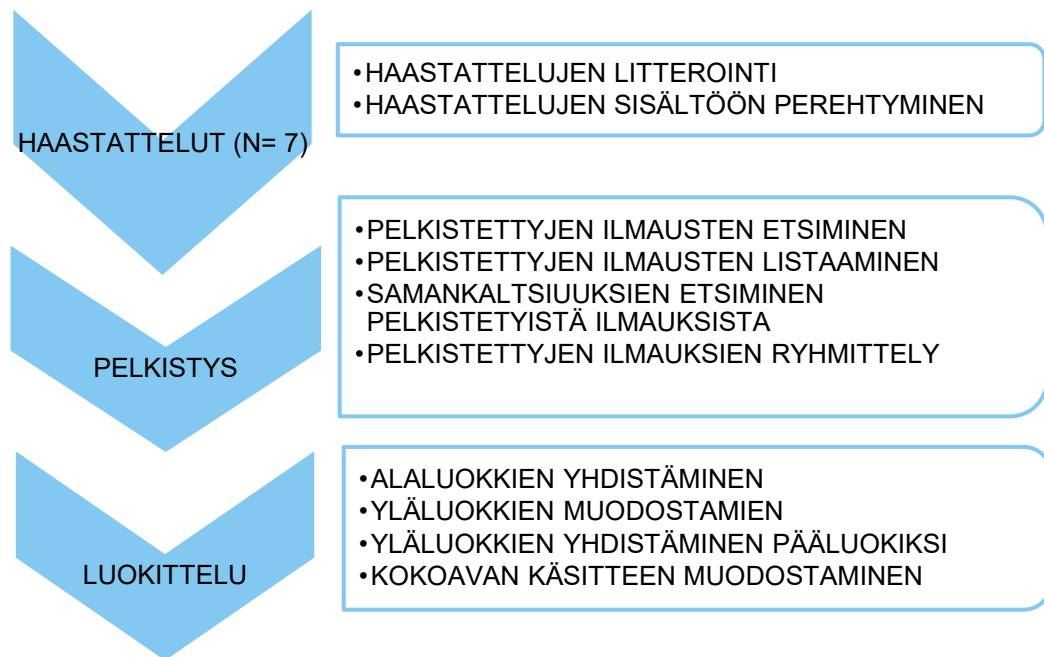 HAASTATTELUT (N= 7)
•HAASTATTELUJEN LITTEROINTI
•HAASTATTELUJEN SISÄLTÖÖN PEREHTYMINEN
PELKISTYS
•PELKISTETTYJEN ILMAUSTEN ETSIMINEN
•PELKISTETTYJEN ILMAUSTEN LISTAAMINEN
•SAMANKALTSIUUKSIEN ETSIMINEN
PELKISTETYISTÄ ILMAUKSISTA
•PELKISTETTYJEN ILMAUKSIEN RYHMITTELY
LUOKITTELU
•ALALUOKKIEN YHDISTÄMINEN
•YLÄLUOKKIEN MUODOSTAMIEN
•YLÄLUOKKIEN YHDISTÄMINEN PÄÄLUOKIKSI
•KOKOAVAN KÄSITTEEN MUODOSTAMINEN